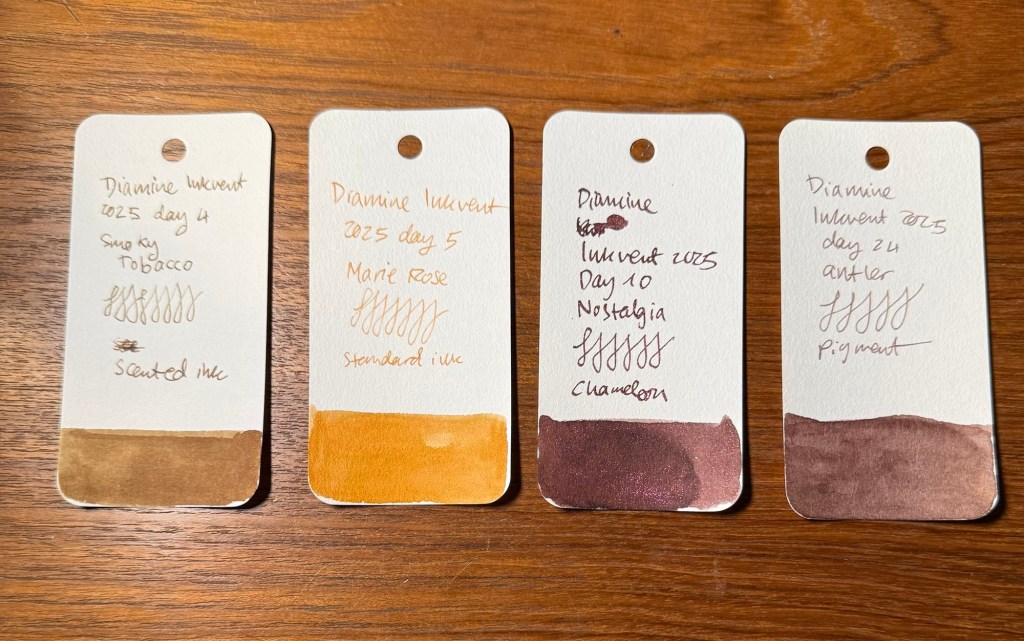 Diamine Inkvent
2025 day 4
Smoky
Tobacco
Scented ink
Diamine Inkvent
2025 day 5
Marie Rose
Standard ink
Diamine
Inkvent 2025
Day 10
Nostalgia
Chameleon
Diamine
Inkvent 2025
day 24
antler
pigment